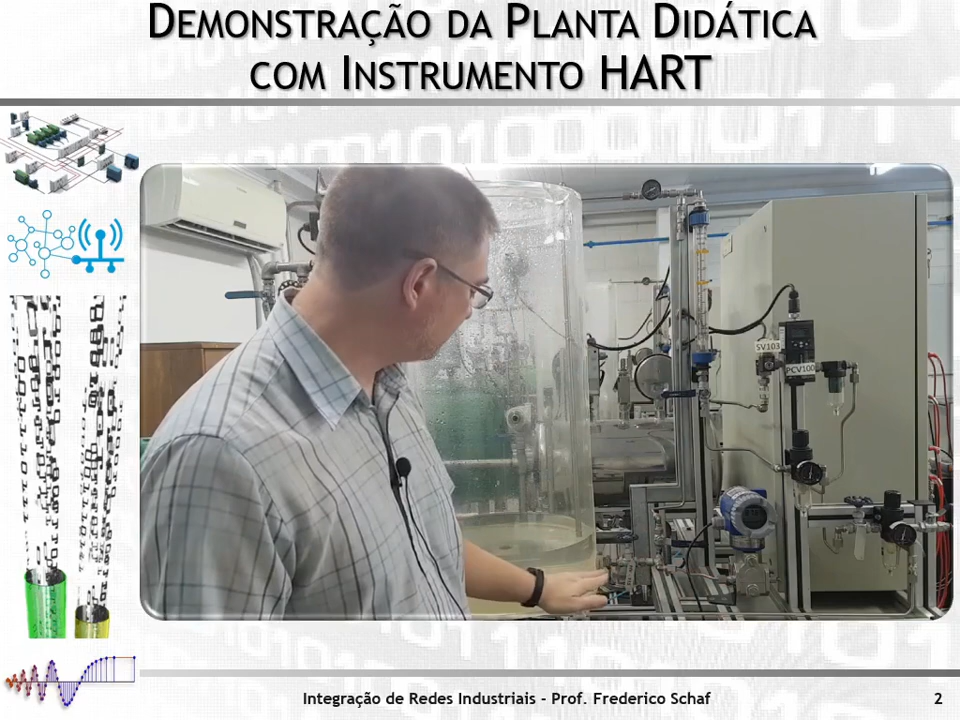 DEMONSTRAÇÃO DA PLANTA DIDÁTICA
COM INSTRUMENTO HART
SV103
PCV100
Integração de Redes Industriais - Prof. Frederico Schaf
2